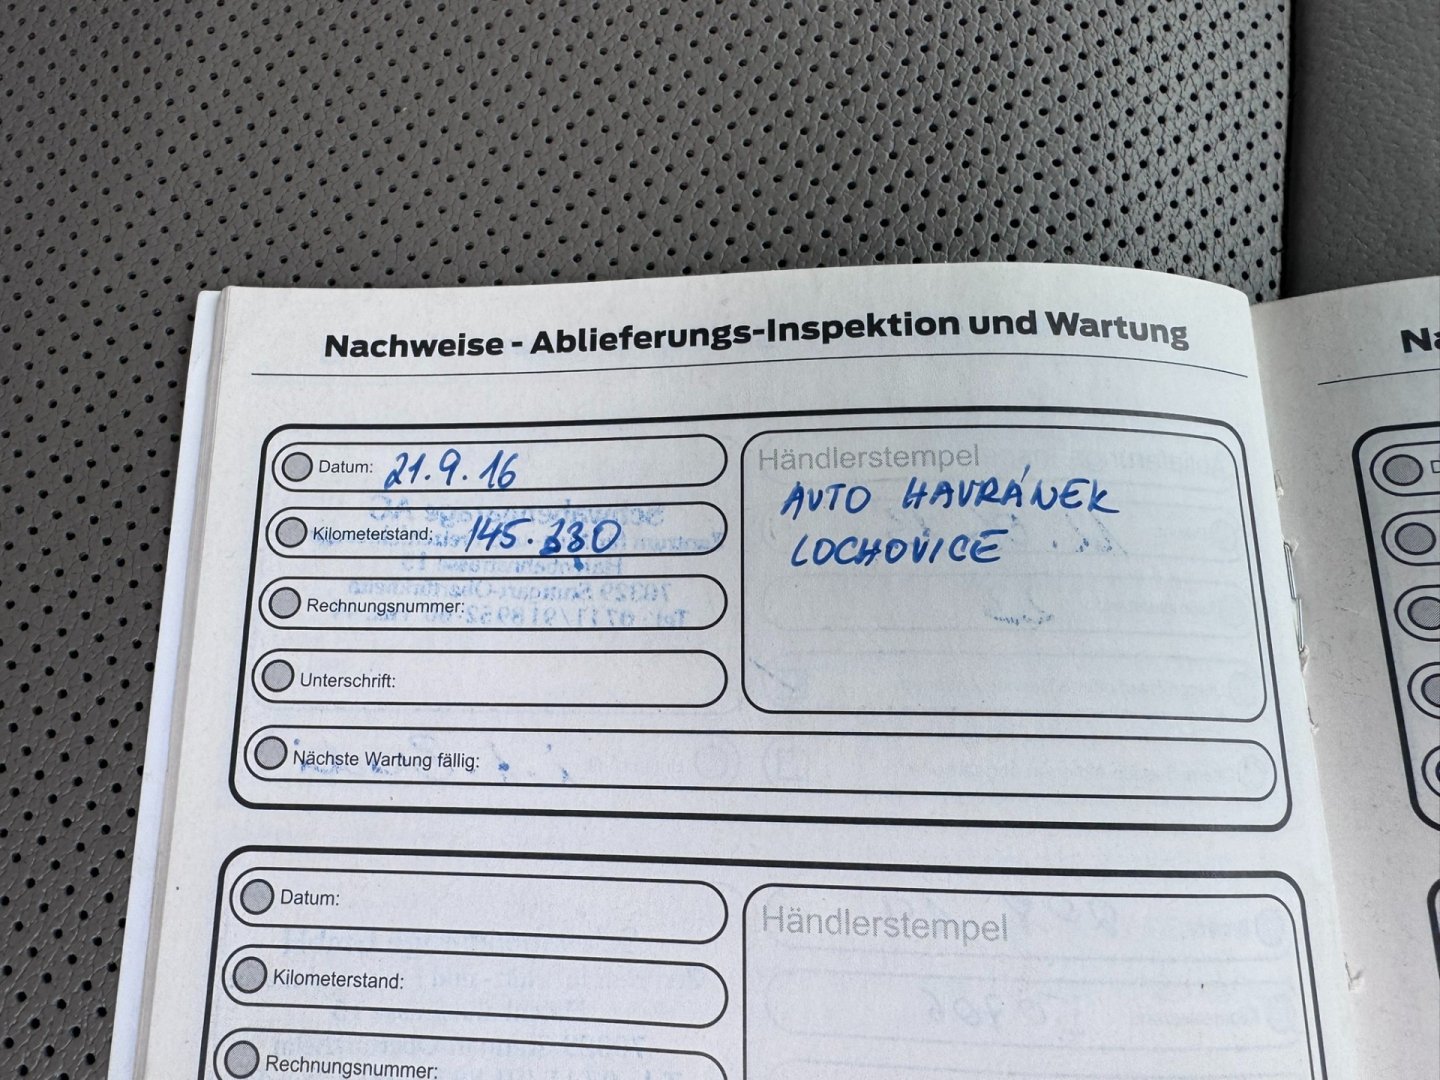 Nachweise - Ablieferungs-Inspektion und Wartung
Datum: 21.9.16
Kilometerstand: 145.330
Rechnungsnummer:
Unterschrift:
Nächste Wartung fällig:
Händlerstempel
AUTO HAVRÁNEK
LOCHOVICE
Datum:
Kilometerstand:
Rechnungsnummer:
Händlerstempel